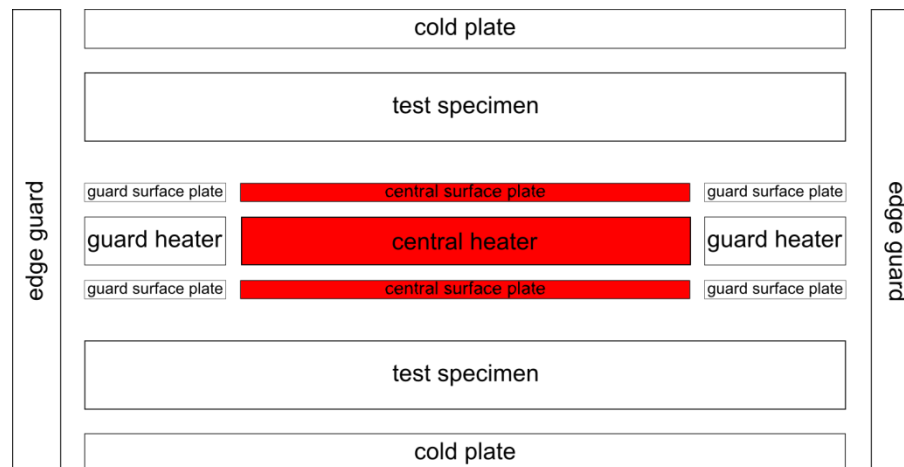 cold plate
test specimen
guard surface plate central surface plate guard surface plate
edge guard guard heater central heater guard heater edge guard
guard surface plate central surface plate guard surface plate
test specimen
cold plate